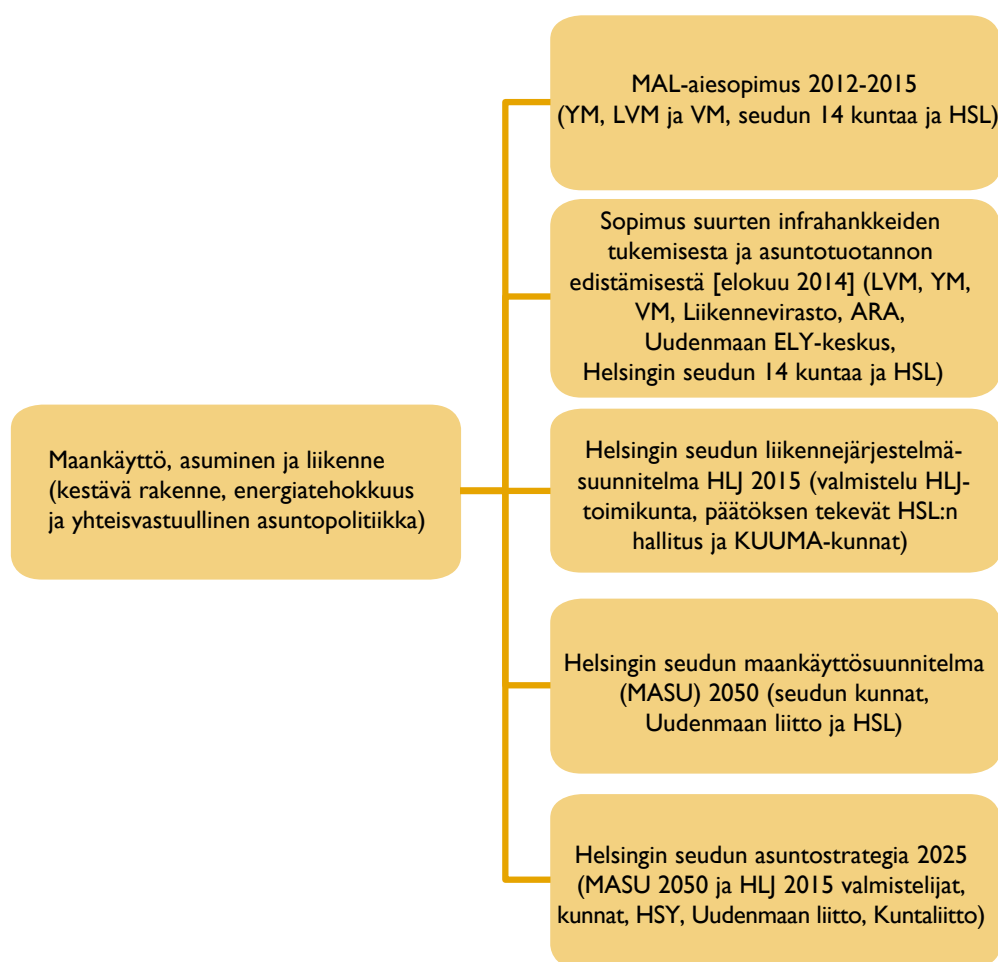 MAL-aiesopimus 2012-2015
(YM, LVM ja VM, seudun 14 kuntaa ja HSL)
Sopimus suurten infrahankkeiden
tukemisesta ja asuntotuotannon
edistämisestä [elokuu 2014] (LVM, YM,
VM, Liikennevirasto, ARA,
Uudenmaan ELY-keskus,
Helsingin seudun 14 kuntaa ja HSL)
Maankäyttö, asuminen ja liikenne
(kestävä rakenne, energiatehokkuus
ja yhteisvastuullinen asuntopolitiikka)
Helsingin seudun liikennejärjestelmä-
suunnitelma HLJ 2015 (valmistelu HLJ-
toimikunta, päätöksen tekevät HSL:n
hallitus ja KUUMA-kunnat)
Helsingin seudun maankäyttösuunnitelma
(MASU) 2050 (seudun kunnat,
Uudenmaan liitto ja HSL)
Helsingin seudun asuntostrategia 2025
(MASU 2050 ja HLJ 2015 valmistelijat,
kunnat, HSY, Uudenmaan liitto, Kuntaliitto)